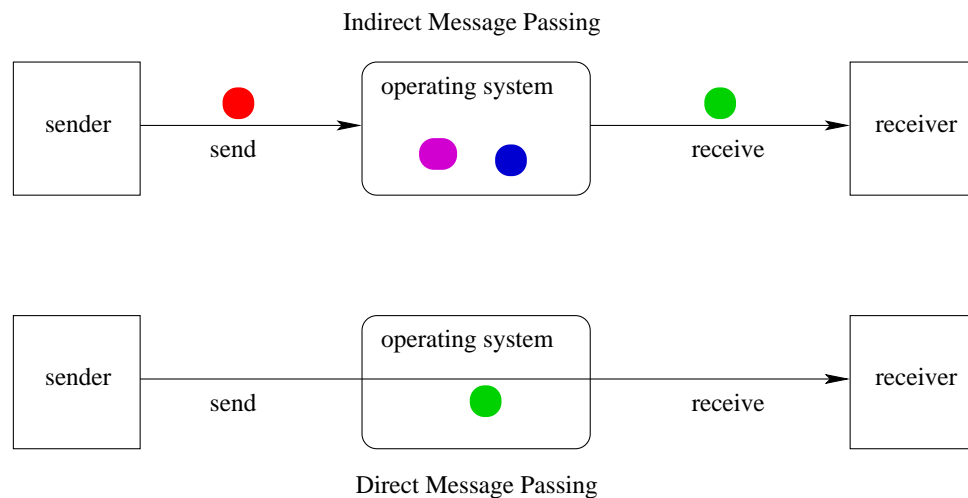 Indirect Message Passing
operating system
sender
receiver
send
receive
operating system
sender
receiver
send
receive
Direct Message Passing